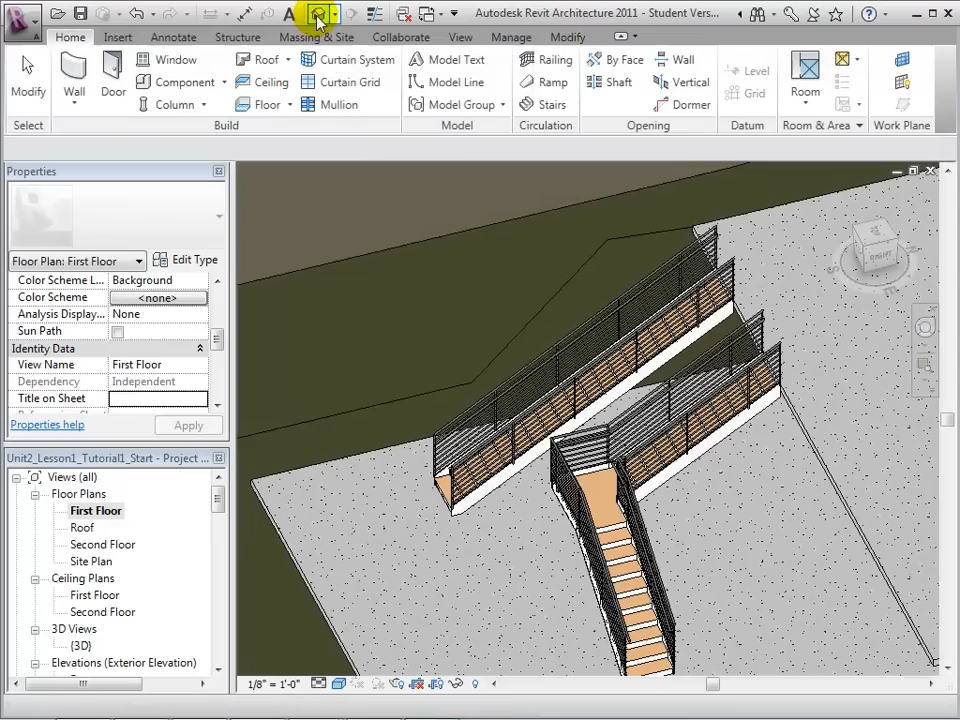 Autodesk Revit Architecture 2011 - Student Vers...
Home Insert Annotate Structure Massing & Site Collaborate View Manage Modify
Modify Wall Door Window Component Column Roof Ceiling Floor Curtain System Curtain Grid Mullion Model Text Model Line Model Group Railing Ramp Stairs By Face Shaft Wall Vertical Dormer Level Grid Room
Select Build Model Circulation Opening Datum Room & Area Work Plane
Properties
Floor Plan: First Floor Edit Type
Color Scheme L... Background
Color Scheme <none>
Analysis Display... None
Sun Path
Identity Data
View Name First Floor
Dependency Independent
Title on Sheet
Properties help Apply
Unit2_Lesson1_Tutorial1_Start - Project ...
Views (all)
Floor Plans
First Floor
Roof
Second Floor
Site Plan
Ceiling Plans
First Floor
Second Floor
3D Views
{3D}
Elevations (Exterior Elevation)
1/8" = 1'-0"